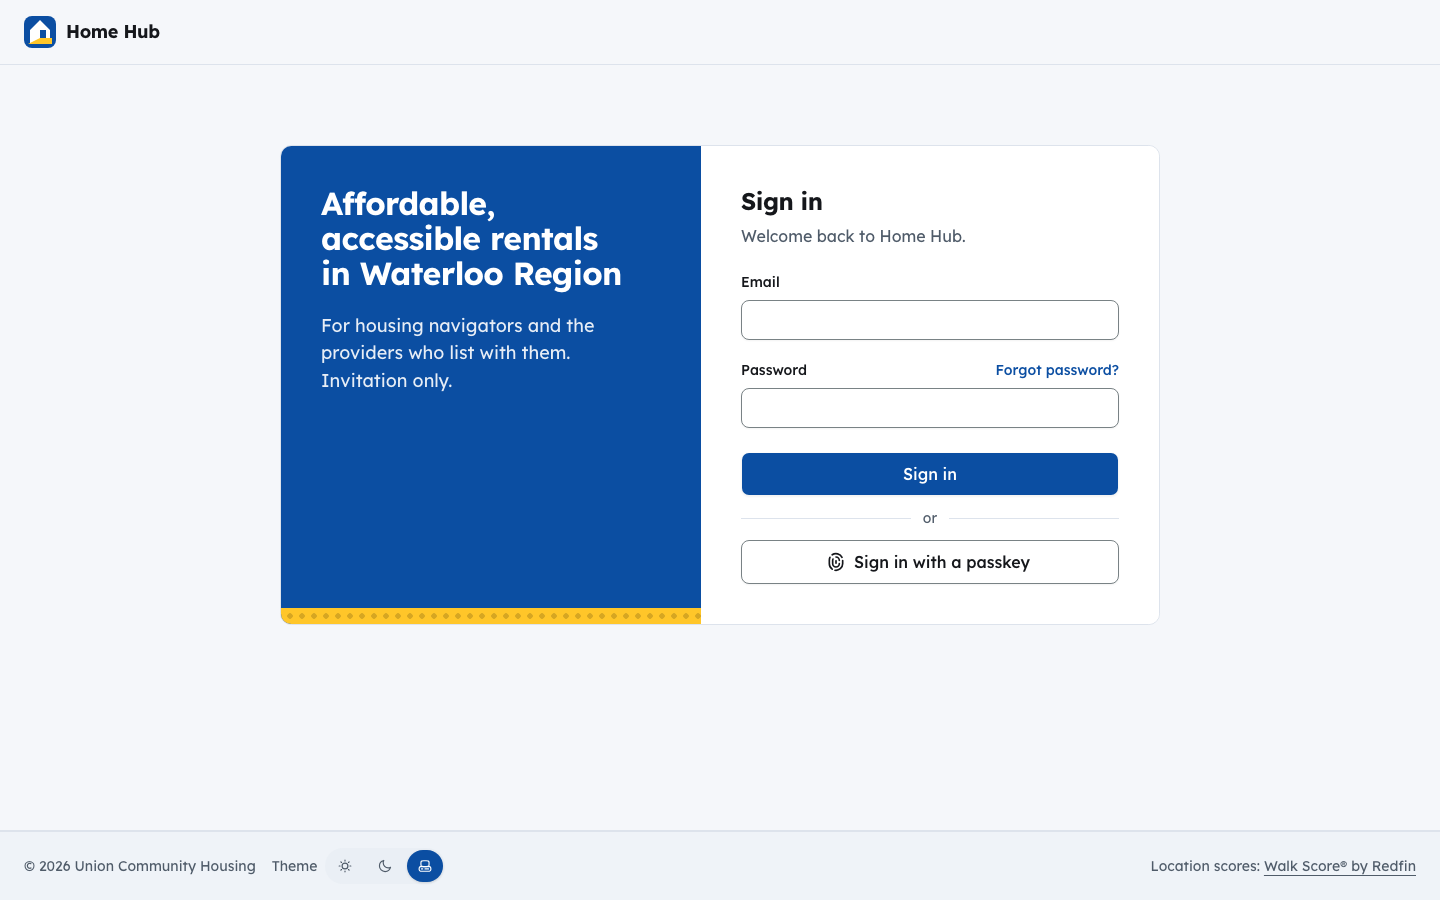 Home Hub
Affordable,
accessible rentals
in Waterloo Region
For housing navigators and the
providers who list with them.
Invitation only.
Sign in
Welcome back to Home Hub.
Email
Password
Forgot password?
Sign in
or
Sign in with a passkey
© 2026 Union Community Housing
Theme
Location scores: Walk Score® by Redfin